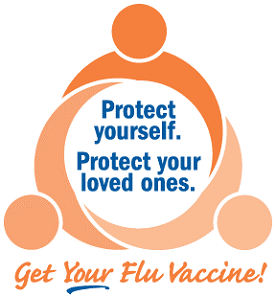 Protect
yourself.
Protect your
loved ones.
Get Your Flu Vaccine!